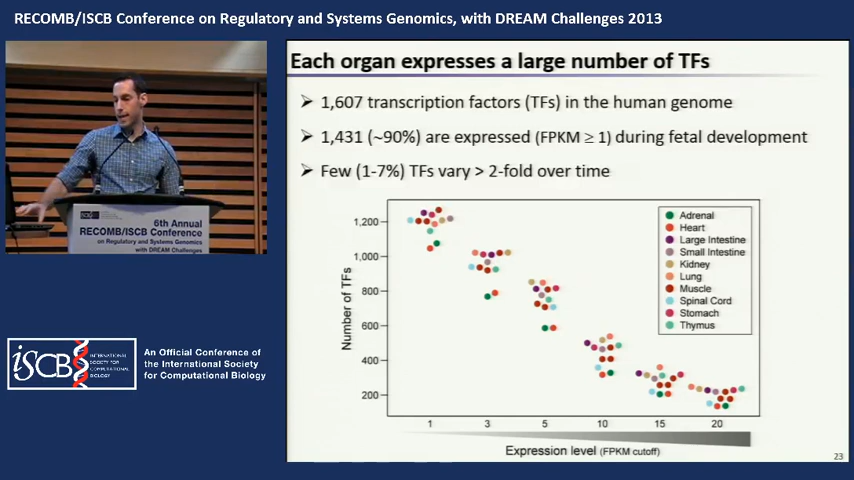 RECOMB/ISCB Conference on Regulatory and Systems Genomics, with DREAM Challenges 2013
6th Annual
RECOMB/ISCB Conference
on Regulatory and Systems Genomics
with DREAM Challenges
iSCB
INTERNATIONAL
SOCIETY FOR
COMPUTATIONAL
BIOLOGY
An Official Conference of
the International Society
for Computational Biology
Each organ expresses a large number of TFs
➤ 1,607 transcription factors (TFs) in the human genome
➤ 1,431 (~90%) are expressed (FPKM ≥ 1) during fetal development
➤ Few (1-7%) TFs vary > 2-fold over time
Number of TFs
1,200
1,000
800
600
400
200
1 3 5 10 15 20
Expression level (FPKM cutoff)
Adrenal
Heart
Large Intestine
Small Intestine
Kidney
Lung
Muscle
Spinal Cord
Stomach
Thymus
23